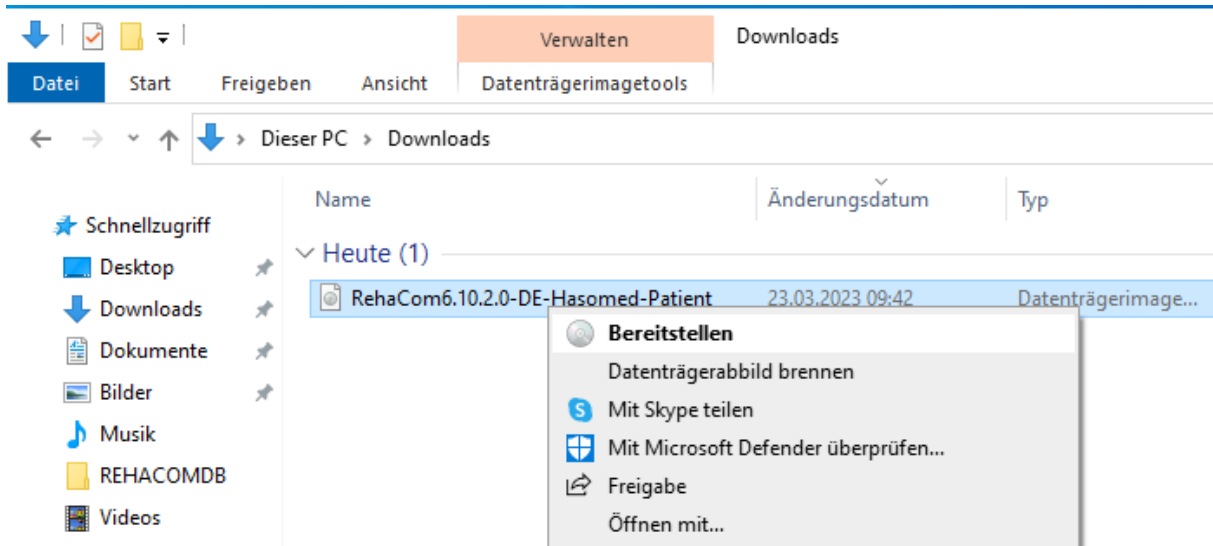 Verwalten
Downloads
Datei
Start
Freigeben
Ansicht
Datenträgerimagetools
Dieser PC
Downloads
Name
Änderungsdatum
Typ
Schnellzugriff
Desktop
Downloads
Dokumente
Bilder
Musik
REHACOMDB
Videos
Heute (1)
RehaCom6.10.2.0-DE-Hasomed-Patient
23.03.2023 09:42
Datenträgerimage...
Bereitstellen
Datenträgerabbild brennen
Mit Skype teilen
Mit Microsoft Defender überprüfen...
Freigabe
Öffnen mit...